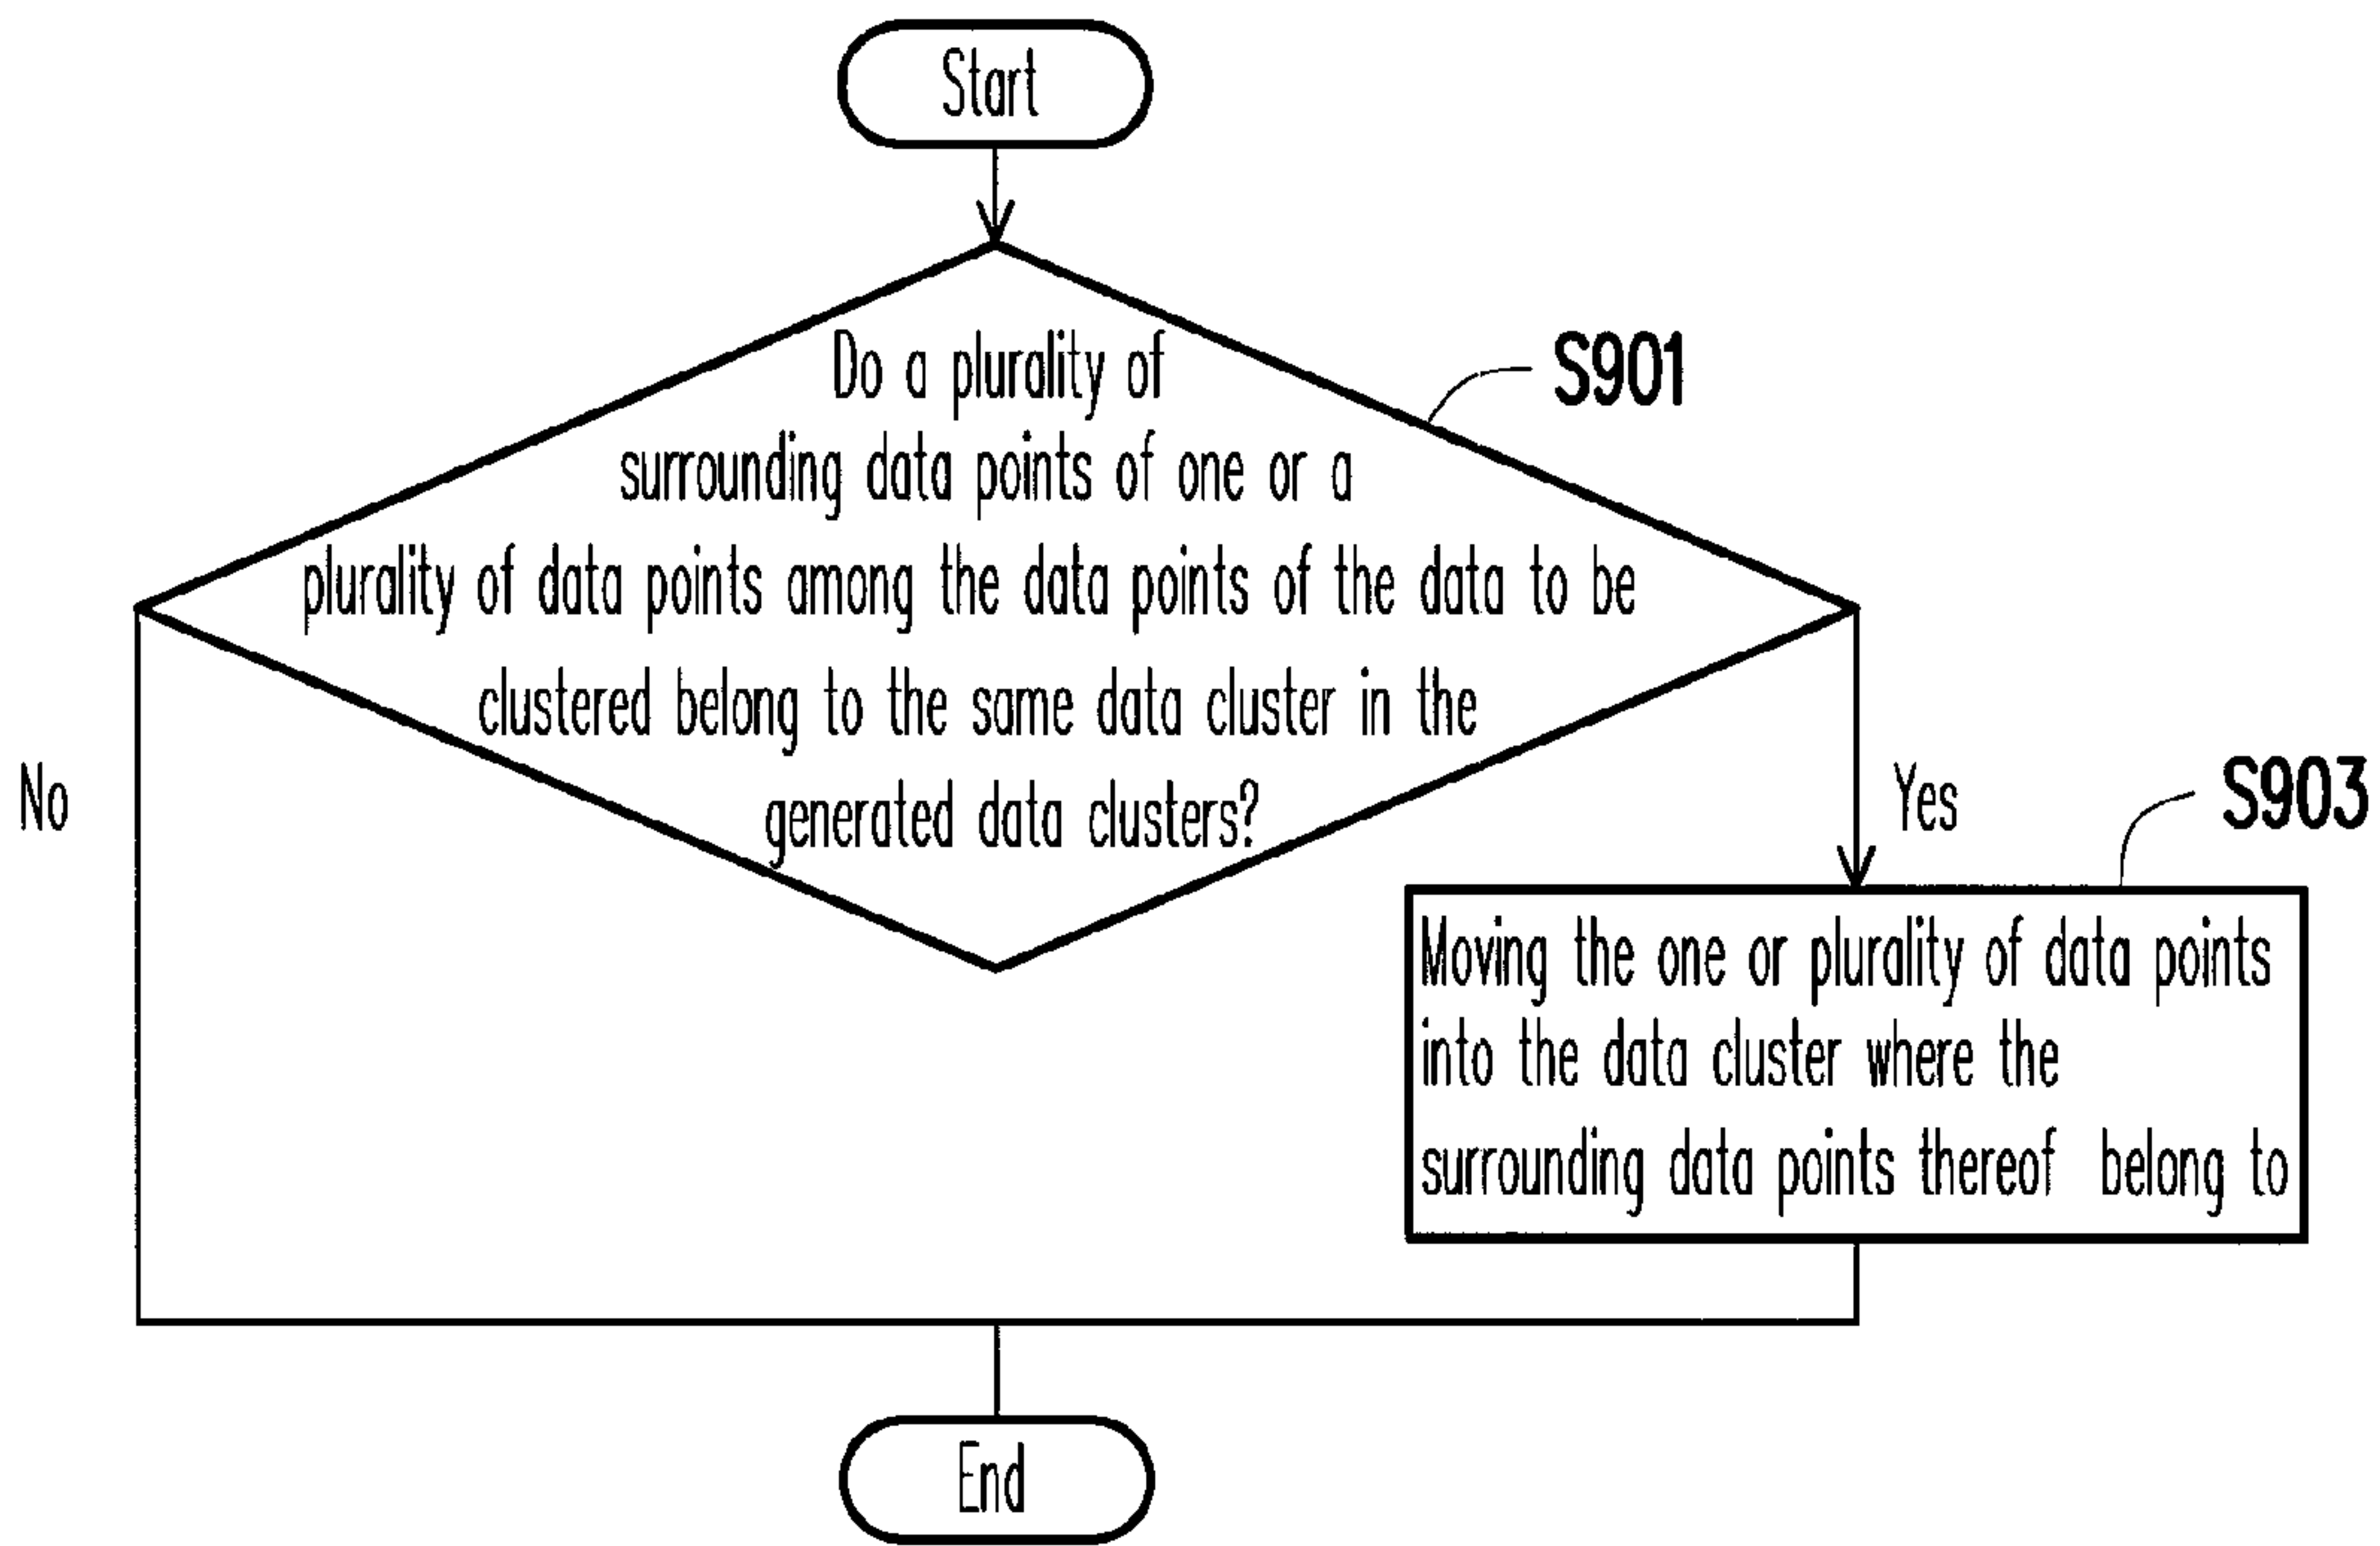 Start
Do a plurality of
S901
surrounding data points of one or a
plurality of data points among the data points of the data to be
clustered belong to the same data cluster in the
generated data clusters?
No
Yes
S903
Moving the one or plurality of data points
into the data cluster where the
surrounding data points thereof belong to
End